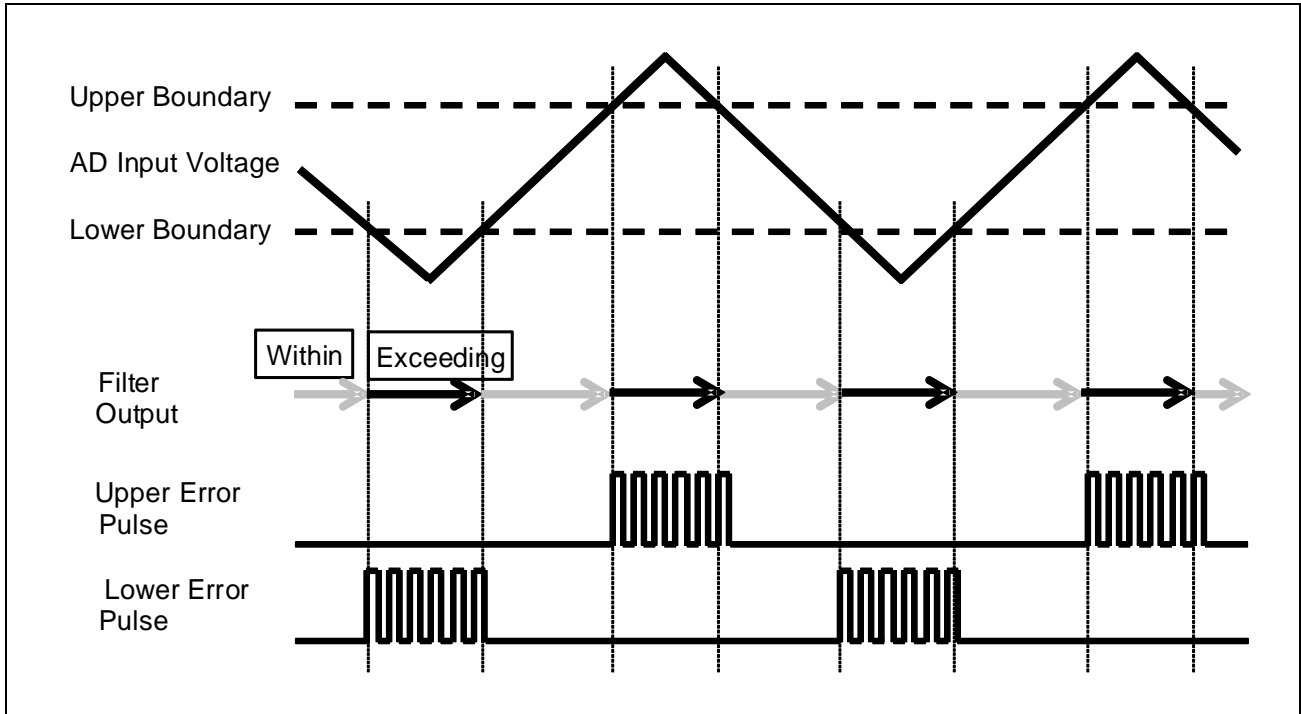 Upper Boundary
AD Input Voltage
Lower Boundary
Within
Exceeding
Filter
Output
Upper Error
Pulse
Lower Error
Pulse